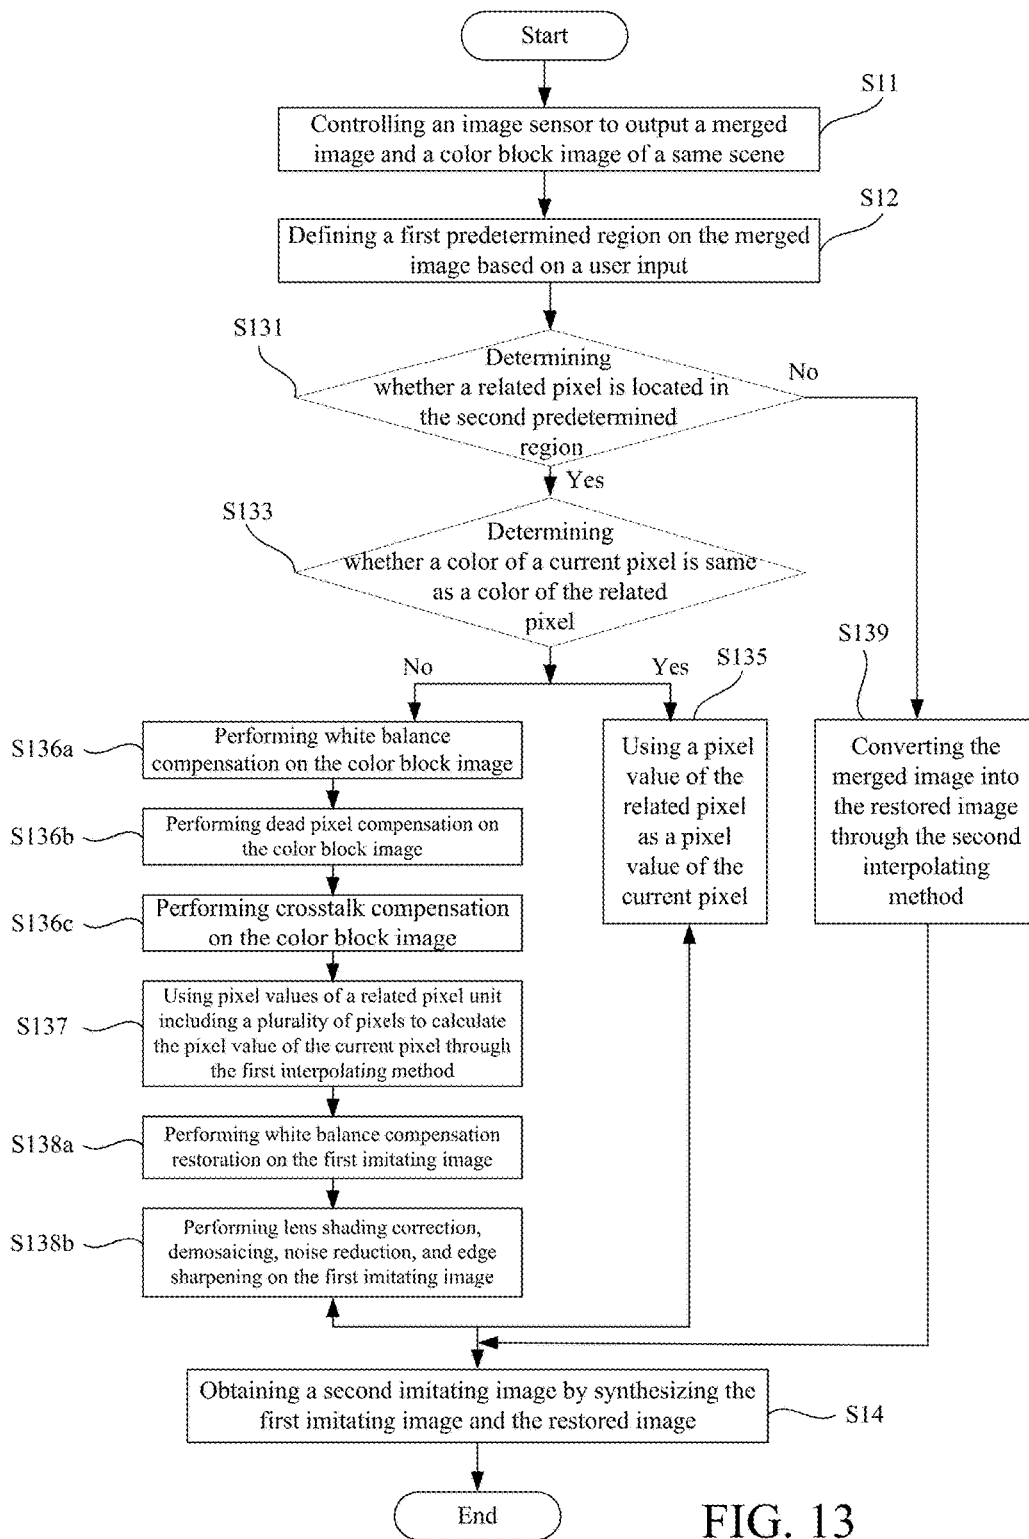 Start
S11
Controlling an image sensor to output a merged
image and a color block image of a same scene
S12
Defining a first predetermined region on the merged
image based on a user input
S131
Determining
whether a related pixel is located in
the second predetermined
region
No
Yes
S133
Determining
whether a color of a current pixel is same
as a color of the related
pixel
No
Yes
S135
S139
S136a
Performing white balance
compensation on the color block image
Using a pixel
value of the
related pixel
as a pixel
value of the
current pixel
Converting the
merged image into
the restored image
through the second
interpolating
method
S136b
Performing dead pixel compensation on
the color block image
S136c
Performing crosstalk compensation
on the color block image
S137
Using pixel values of a related pixel unit
including a plurality of pixels to calculate
the pixel value of the current pixel through
the first interpolating method
S138a
Performing white balance compensation
restoration on the first imitating image
S138b
Performing lens shading correction,
demosaicing, noise reduction, and edge
sharpening on the first imitating image
Obtaining a second imitating image by synthesizing the
first imitating image and the restored image
S14
End
FIG. 13